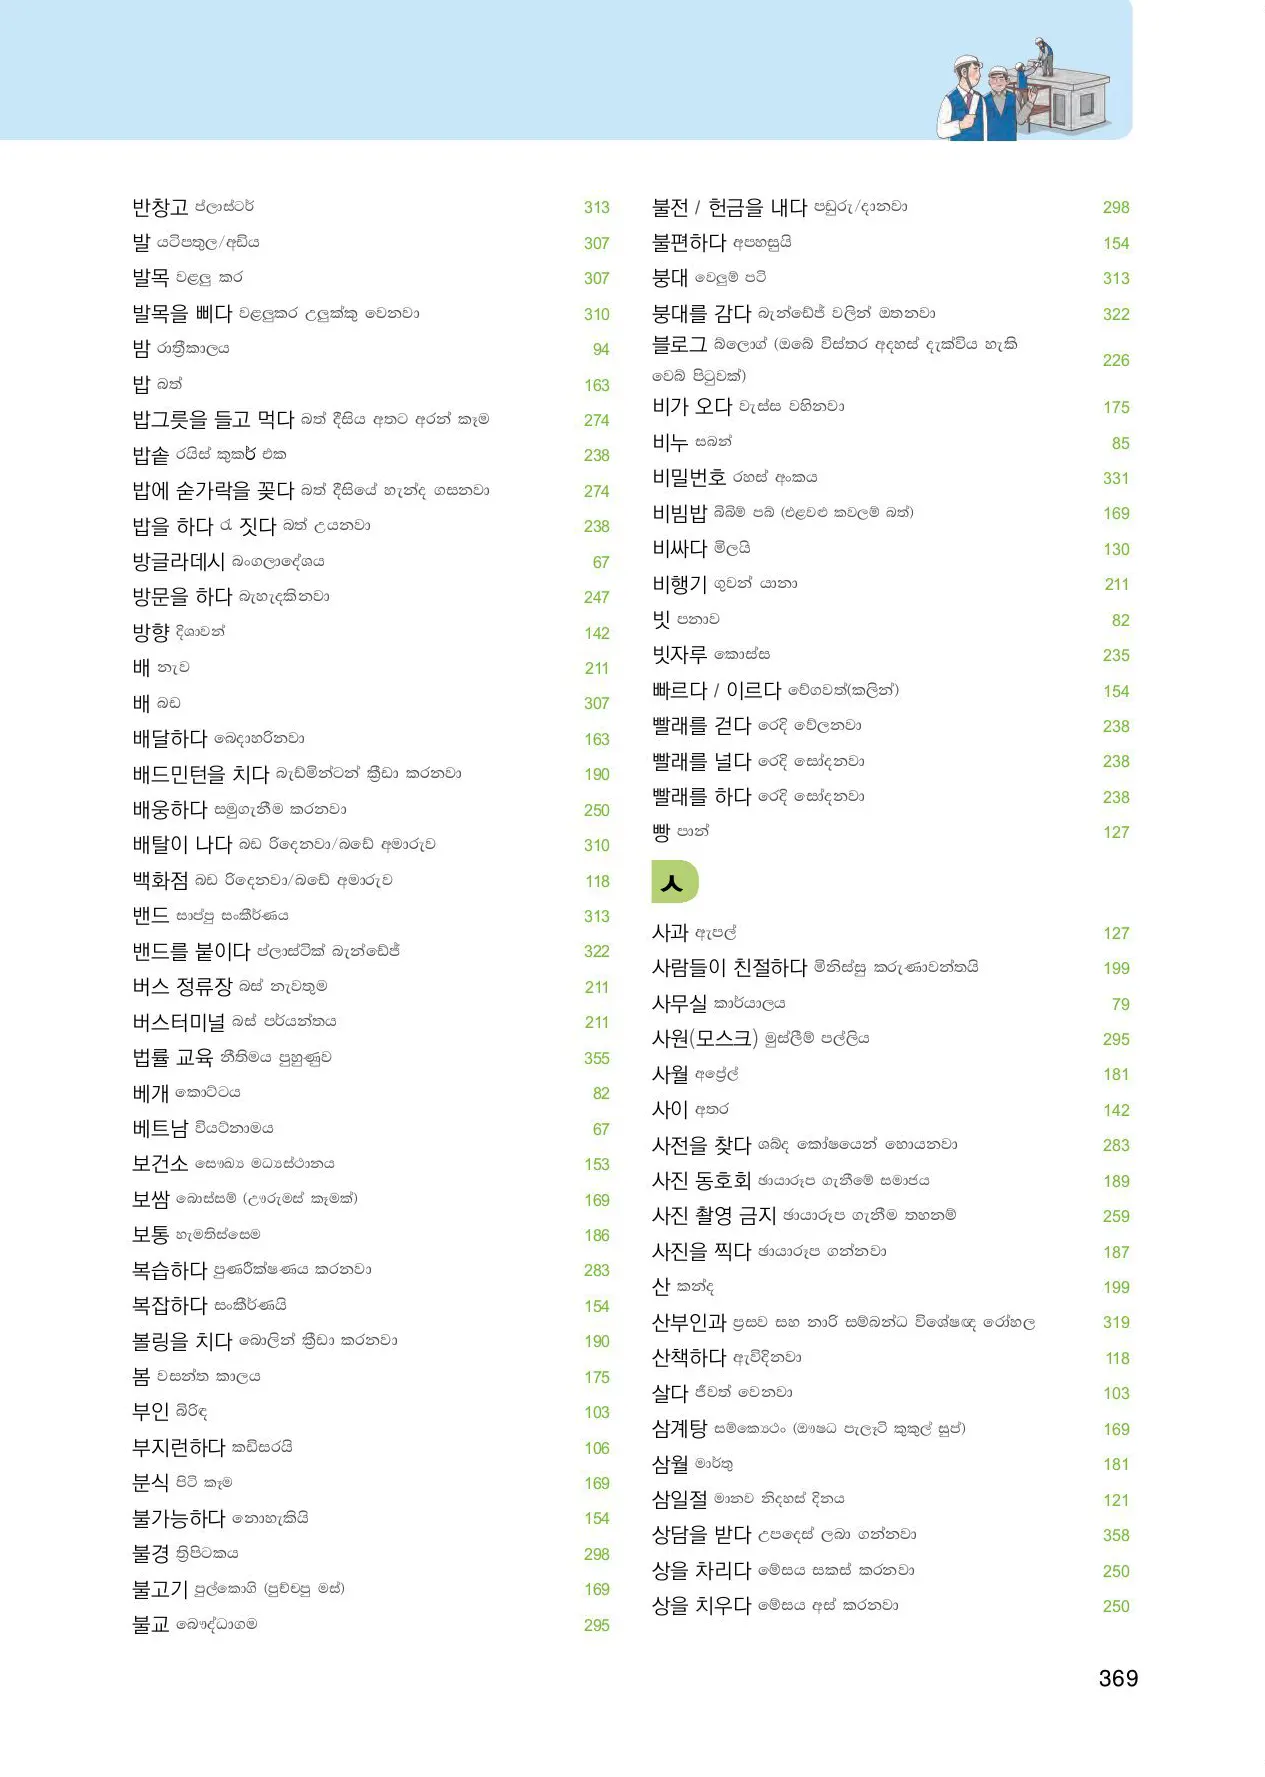 반창고 ප්ලාස්ටර් 313
발 යටිපතුල/අඩිය 307
발목 වළලු කර 307
발목을 삐다 වළලුකර උලුක්කු වෙනවා 310
밤 රාත්‍රීකාලය 94
밥 බත් 163
밥그릇을 들고 먹다 බත් දීසිය අතට අරන් කෑම 274
밥솥 රයිස් කුකර් එක 238
밥에 숟가락을 꽂다 බත් දීසියේ හැන්ද ගසනවා 274
밥을 하다 රැ 짓다 බත් උයනවා 238
방글라데시 බංගලාදේශය 67
방문을 하다 බැහැදකිනවා 247
방향 දිශාවන් 142
배 නැව 211
배 බඩ 307
배달하다 බෙදාහරිනවා 163
배드민턴을 치다 බැඩ්මින්ටන් ක්‍රීඩා කරනවා 190
배웅하다 සමුගැනීම කරනවා 250
배탈이 나다 බඩ රිදෙනවා/බඩේ අමාරුව 310
백화점 බඩ රිදෙනවා/බඩේ අමාරුව 118
밴드 සාප්පු සංකීර්ණය 313
밴드를 붙이다 ප්ලාස්ටික් බැන්ඩේජ් 322
버스 정류장 බස් නැවතුම 211
버스터미널 බස් පර්යන්තය 211
법률 교육 නීතිමය පුහුණුව 355
베개 කොට්ටය 82
베트남 වියට්නාමය 67
보건소 සෞඛ්‍ය මධ්‍යස්ථානය 153
보쌈 බොස්සම් (ඌරුමස් කෑමක්) 169
보통 හැමතිස්සෙම 186
복습하다 පුණරීක්ෂණය කරනවා 283
복잡하다 සංකීර්ණයි 154
볼링을 치다 බොලින් ක්‍රීඩා කරනවා 190
봄 වසන්ත කාලය 175
부인 බිරිඳ 103
부지런하다 කඩිසරයි 106
분식 පිටි කෑම 169
불가능하다 නොහැකියි 154
불경 ත්‍රිපිටකය 298
불고기 පුල්කොගි (පුච්චපු මස්) 169
불교 බෞද්ධාගම 295
불전 / 헌금을 내다 පඩුරු/දානවා 298
불편하다 අපහසුයි 154
붕대 වෙලුම් පටි 313
붕대를 감다 බැන්ඩේජ් වලින් ඔතනවා 322
블로그 බ්ලොග් (ඔබේ විස්තර අදහස් දැක්විය හැකි
වෙබ් පිටුවක්) 226
비가 오다 වැස්ස වහිනවා 175
비누 සබන් 85
비밀번호 රහස් අංකය 331
비빔밥 බිබිම් පබ් (එළවළු කවලම් බත්) 169
비싸다 මිලයි 130
비행기 ගුවන් යානා 211
빗 පනාව 82
빗자루 කොස්ස 235
빠르다 / 이르다 වේගවත්(කලින්) 154
빨래를 걷다 රෙදි වේලනවා 238
빨래를 널다 රෙදි සෝදනවා 238
빨래를 하다 රෙදි සෝදනවා 238
빵 පාන් 127
ㅅ
사과 ඇපල් 127
사람들이 친절하다 මිනිස්සු කරුණාවන්තයි 199
사무실 කාර්යාලය 79
사원(모스크) මුස්ලීම් පල්ලිය 295
사월 අප්‍රේල් 181
사이 අතර 142
사전을 찾다 ශබ්ද කෝෂයෙන් හොයනවා 283
사진 동호회 ඡායාරූප ගැනීමේ සමාජය 189
사진 촬영 금지 ඡායාරූප ගැනීම තහනම් 259
사진을 찍다 ඡායාරූප ගන්නවා 187
산 කන්ද 199
산부인과 ප්‍රසව සහ නාරි සම්බන්ධ විශේෂඥ රෝහල 319
산책하다 ඇවිදිනවා 118
살다 ජීවත් වෙනවා 103
삼계탕 සම්ක්‍යෙථං (ඖෂධ පැලෑටි කුකුල් සුප්) 169
삼월 මාර්තු 181
삼일절 මානව නිදහස් දිනය 121
상담을 받다 උපදෙස් ලබා ගන්නවා 358
상을 차리다 මේසය සකස් කරනවා 250
상을 치우다 මේසය අස් කරනවා 250
369